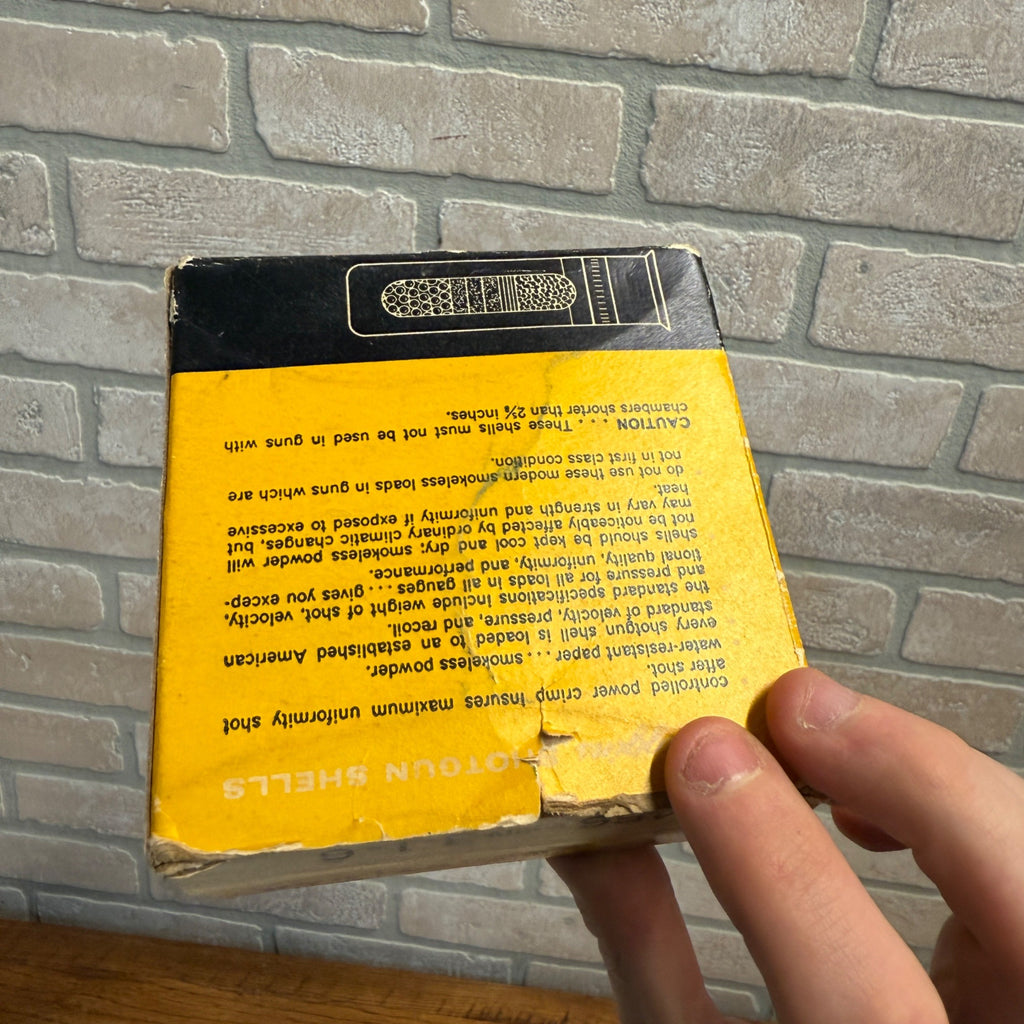 SHOTGUN SHELLS
controlled power crimp insures maximum uniformity shot
after shot.
water-resistant paper . . . smokeless powder.
every shotgun shell is loaded to an established American
standard of velocity, pressure, and recoil.
the standard specifications include weight of shot, velocity,
and pressure for all loads in all gauges . . . gives you excep-
tional quality, uniformity, and performance.
shells should be kept cool and dry; smokeless powder will
not be noticeably affected by ordinary climatic changes, but,
may vary in strength and uniformity if exposed to excessive
heat.
do not use these modern smokeless loads in guns which are
not in first class condition.
CAUTION . . . . These shells must not be used in guns with
chambers shorter than 2⅝ inches.